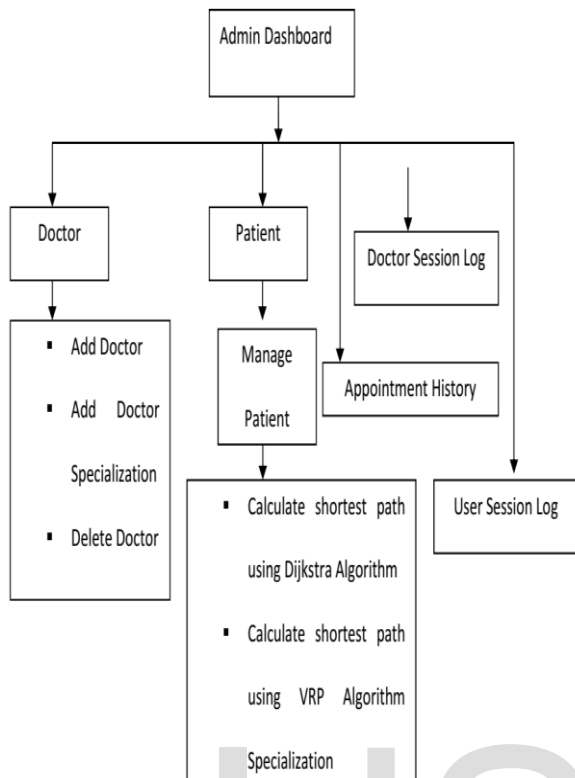 Admin Dashboard
Doctor
Patient
Doctor Session Log
▪ Add Doctor
▪ Add Doctor
Specialization
▪ Delete Doctor
Manage
Patient
Appointment History
▪ Calculate shortest path
using Dijkstra Algorithm
▪ Calculate shortest path
using VRP Algorithm
Specialization
User Session Log